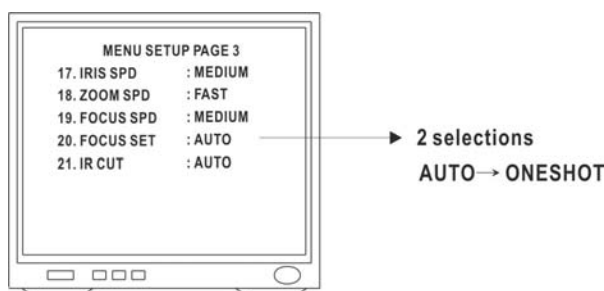 MENU SETUP PAGE 3
17. IRIS SPD : MEDIUM
18. ZOOM SPD : FAST
19. FOCUS SPD : MEDIUM
20. FOCUS SET : AUTO
21. IR CUT : AUTO
2 selections
AUTO→ ONESHOT